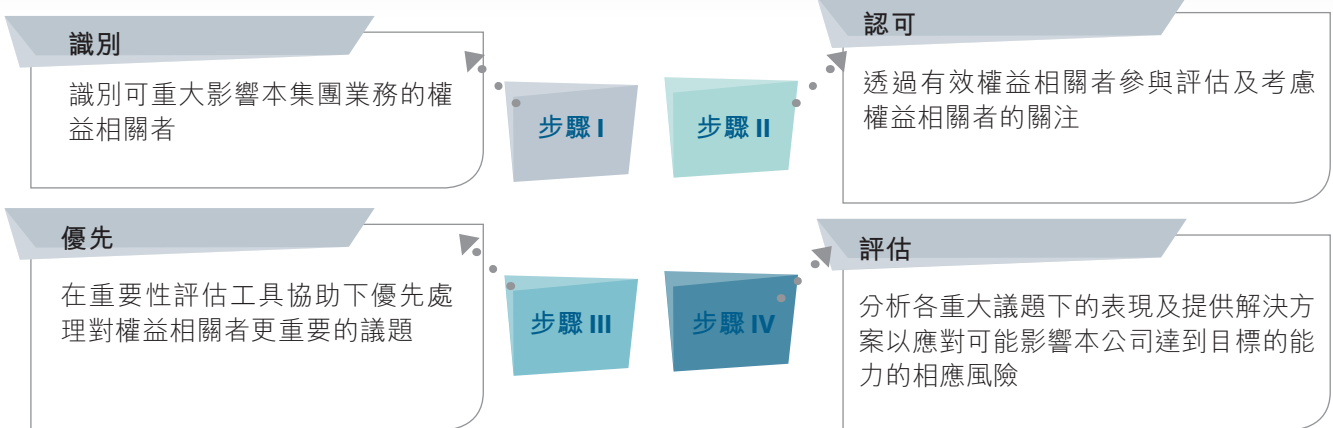 識別
識別可重大影響本集團業務的權
益相關者
步驟 I
步驟 II
認可
透過有效權益相關者參與評估及考慮
權益相關者的關注
優先
在重要性評估工具協助下優先處
理對權益相關者更重要的議題
步驟 III
步驟 IV
評估
分析各重大議題下的表現及提供解決方
案以應對可能影響本公司達到目標的能
力的相應風險